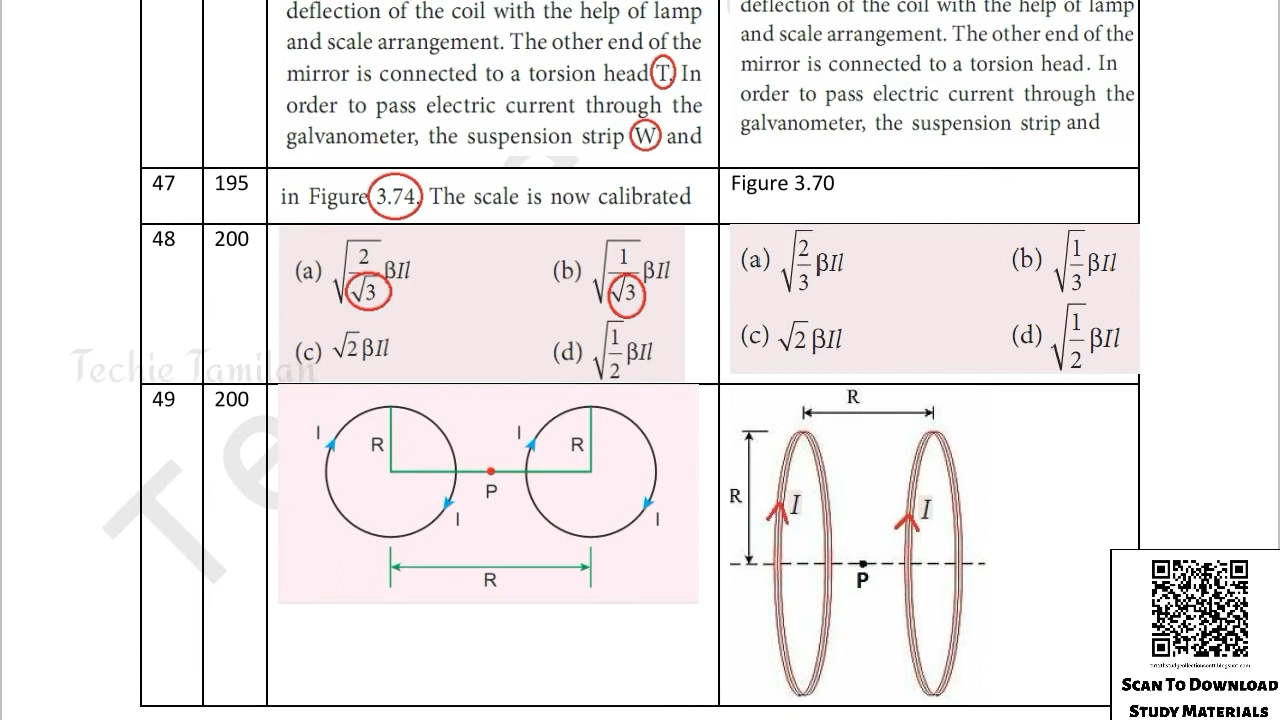 deflection of the coil with the help of lamp
and scale arrangement. The other end of the
mirror is connected to a torsion head T. In
order to pass electric current through the
galvanometer, the suspension strip W and
deflection of the coil with the help of lamp
and scale arrangement. The other end of the
mirror is connected to a torsion head. In
order to pass electric current through the
galvanometer, the suspension strip and
47 195 in Figure 3.74. The scale is now calibrated Figure 3.70
48 200
(a) √(2/√3) βIl (b) √(1/√3) βIl
(c) √2 βIl (d) √(1/2) βIl
(a) √(2/3) βIl (b) √(1/3) βIl
(c) √2 βIl (d) √(1/2) βIl
Techie Tamilan
Te
49 200
I R I R
P
I I
R
R
R I I
P
SCAN TO DOWNLOAD
STUDY MATERIALS